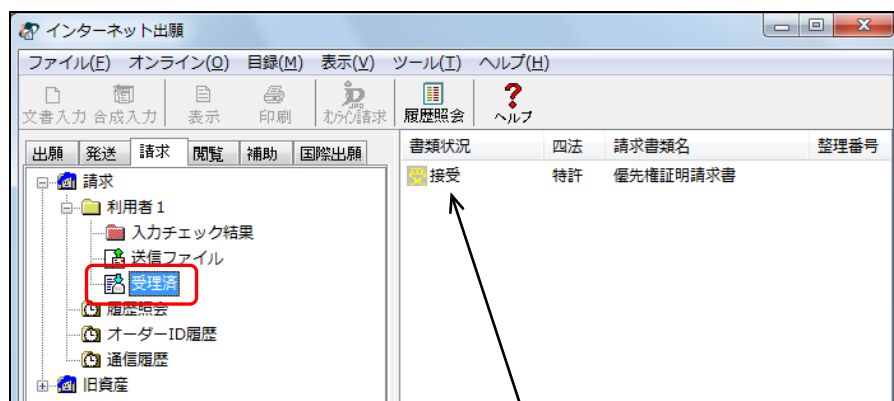 インターネット出願
ファイル(F) オンライン(O) 目録(M) 表示(V) ツール(T) ヘルプ(H)
文書入力 合成入力 表示 印刷 わライン請求 履歴照会 ヘルプ
出願 発送 請求 閲覧 補助 国際出願
書類状況 四法 請求書類名 整理番号
受 接受 特許 優先権証明請求書
請求
利用者1
入力チェック結果
送信ファイル
受理済
履歴照会
オーダーID履歴
通信履歴
旧資産